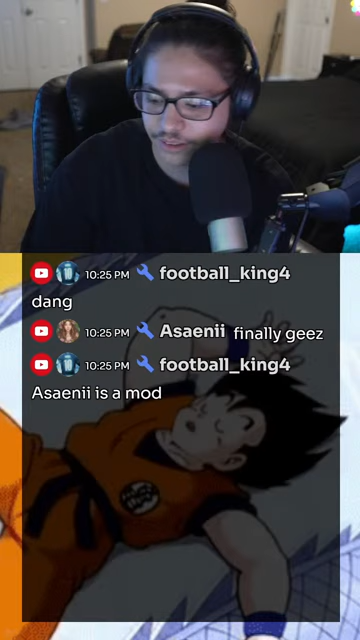 10:25 PM football_king4
dang
10:25 PM Asaenii finally geez
10:25 PM football_king4
Asaenii is a mod